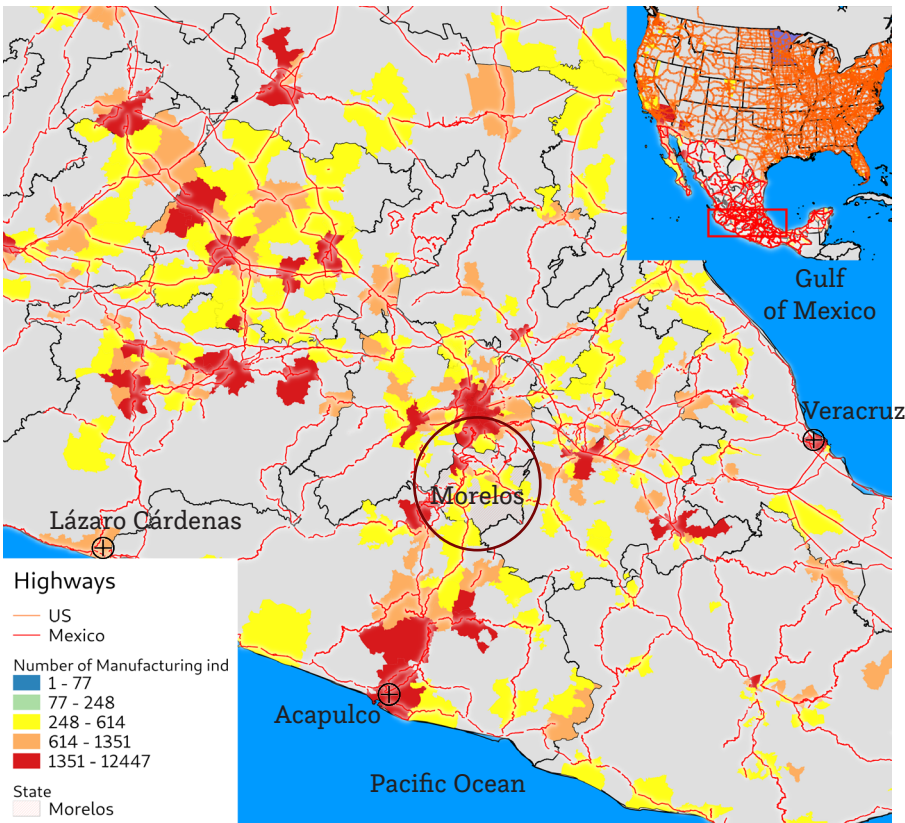 Gulf
of Mexico
Veracruz
Morelos
Lázaro Cárdenas
Acapulco
Pacific Ocean
Highways
US
Mexico
Number of Manufacturing ind
1 - 77
77 - 248
248 - 614
614 - 1351
1351 - 12447
State
Morelos